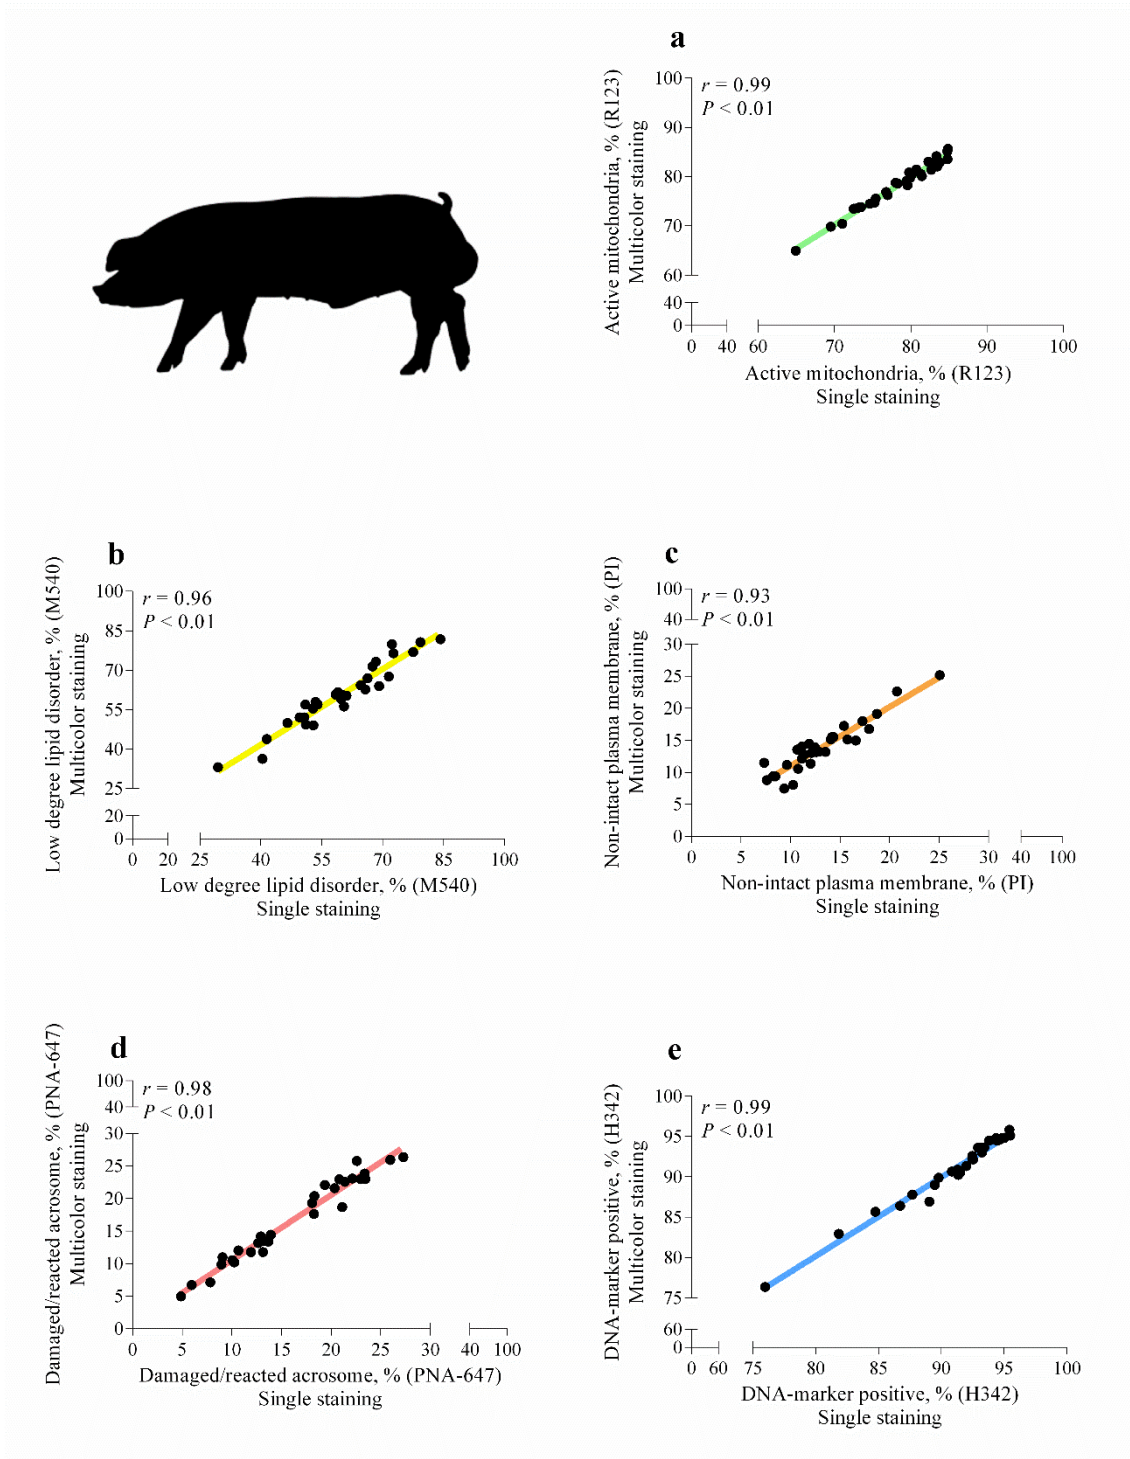 a
Active mitochondria, % (R123)
Multicolor staining
r = 0.99
P < 0.01
100
90
80
70
60
40
0
0 40 60 70 80 90 100
Active mitochondria, % (R123)
Single staining
b
Low degree lipid disorder, % (M540)
Multicolor staining
r = 0.96
P < 0.01
100
85
70
55
40
25
20
0
0 20 25 40 55 70 85 100
Low degree lipid disorder, % (M540)
Single staining
c
Non-intact plasma membrane, % (PI)
Multicolor staining
r = 0.93
P < 0.01
100
40
30
25
20
15
10
5
0
0 5 10 15 20 25 30 40 100
Non-intact plasma membrane, % (PI)
Single staining
d
Damaged/reacted acrosome, % (PNA-647)
Multicolor staining
r = 0.98
P < 0.01
100
40
30
25
20
15
10
5
0
0 5 10 15 20 25 30 40 100
Damaged/reacted acrosome, % (PNA-647)
Single staining
e
DNA-marker positive, % (H342)
Multicolor staining
r = 0.99
P < 0.01
100
95
90
85
80
75
60
0
0 60 75 80 85 90 95 100
DNA-marker positive, % (H342)
Single staining